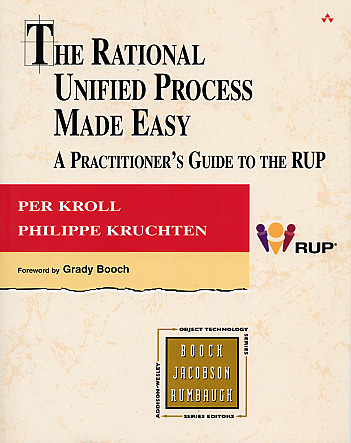 THE RATIONAL
UNIFIED PROCESS
MADE EASY
A PRACTITIONER'S GUIDE TO THE RUP
PER KROLL
PHILIPPE KRUCHTEN
RUP®
Foreword by Grady Booch
OBJECT TECHNOLOGY
SERIES
BOOCH
JACOBSON
RUMBAUGH
ADDISON-WESLEY
SERIES EDITORS